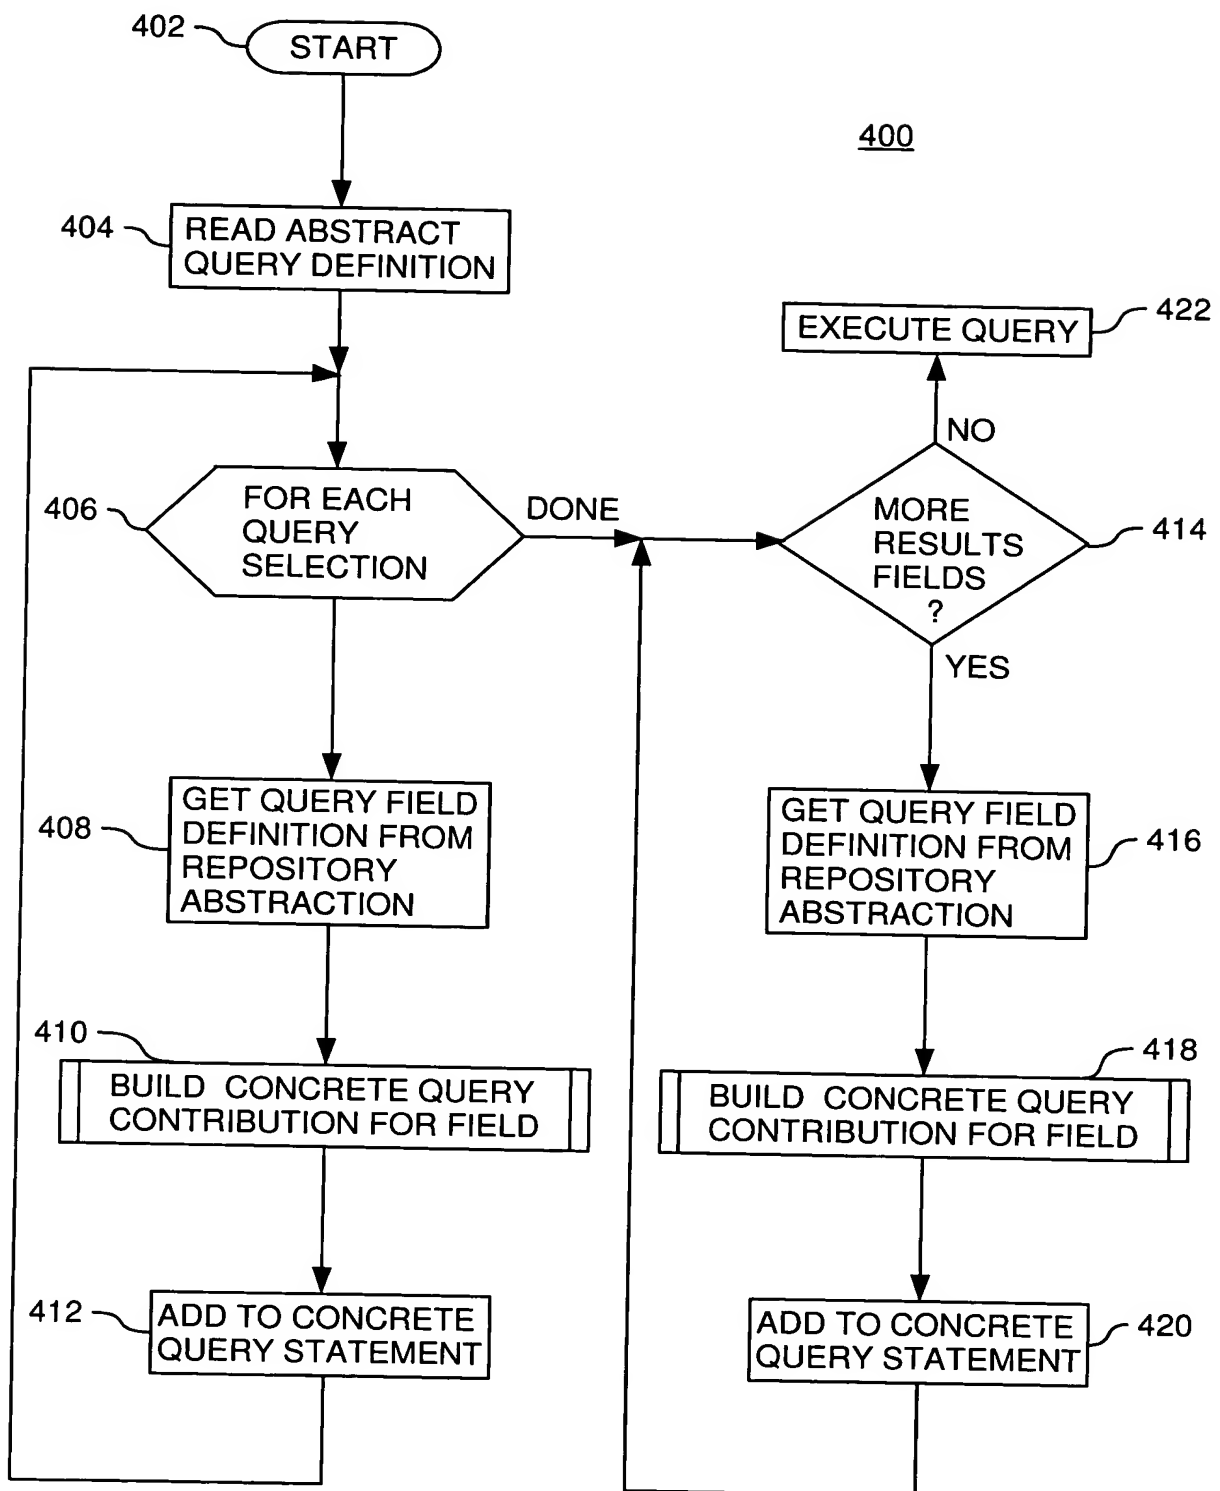 402
START
400
404
READ ABSTRACT
QUERY DEFINITION
EXECUTE QUERY
422
406
FOR EACH
QUERY
SELECTION
DONE
NO
MORE
RESULTS
FIELDS
?
414
YES
408
GET QUERY FIELD
DEFINITION FROM
REPOSITORY
ABSTRACTION
GET QUERY FIELD
DEFINITION FROM
REPOSITORY
ABSTRACTION
416
410
BUILD CONCRETE QUERY
CONTRIBUTION FOR FIELD
418
BUILD CONCRETE QUERY
CONTRIBUTION FOR FIELD
412
ADD TO CONCRETE
QUERY STATEMENT
ADD TO CONCRETE
QUERY STATEMENT
420